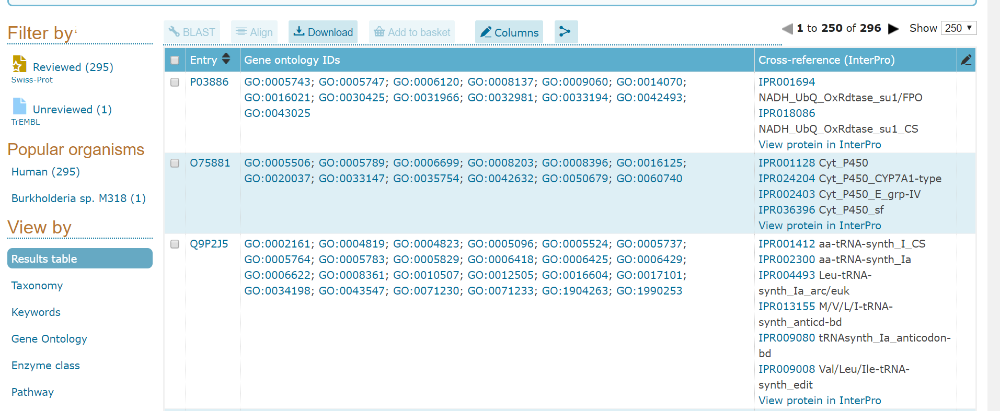 Filter by i
Reviewed (295)
Swiss-Prot
Unreviewed (1)
TrEMBL
Popular organisms
Human (295)
Burkholderia sp. M318 (1)
View by
Results table
Taxonomy
Keywords
Gene Ontology
Enzyme class
Pathway
BLAST Align Download Add to basket Columns 1 to 250 of 296 Show 250
Entry Gene ontology IDs Cross-reference (InterPro)
P03886
GO:0005743; GO:0005747; GO:0006120; GO:0008137; GO:0009060; GO:0014070;
GO:0016021; GO:0030425; GO:0031966; GO:0032981; GO:0033194; GO:0042493;
GO:0043025
IPR001694
NADH_UbQ_OxRdtase_su1/FPO
IPR018086
NADH_UbQ_OxRdtase_su1_CS
View protein in InterPro
O75881
GO:0005506; GO:0005789; GO:0006699; GO:0008203; GO:0008396; GO:0016125;
GO:0020037; GO:0033147; GO:0035754; GO:0042632; GO:0050679; GO:0060740
IPR001128 Cyt_P450
IPR024204 Cyt_P450_CYP7A1-type
IPR002403 Cyt_P450_E_grp-IV
IPR036396 Cyt_P450_sf
View protein in InterPro
Q9P2J5
GO:0002161; GO:0004819; GO:0004823; GO:0005096; GO:0005524; GO:0005737;
GO:0005764; GO:0005783; GO:0005829; GO:0006418; GO:0006425; GO:0006429;
GO:0006622; GO:0008361; GO:0010507; GO:0012505; GO:0016604; GO:0017101;
GO:0034198; GO:0043547; GO:0071230; GO:0071233; GO:1904263; GO:1990253
IPR001412 aa-tRNA-synth_I_CS
IPR002300 aa-tRNA-synth_Ia
IPR004493 Leu-tRNA-
synth_Ia_arc/euk
IPR013155 M/V/L/I-tRNA-
synth_anticd-bd
IPR009080 tRNAsynth_Ia_anticodon-
bd
IPR009008 Val/Leu/Ile-tRNA-
synth_edit
View protein in InterPro